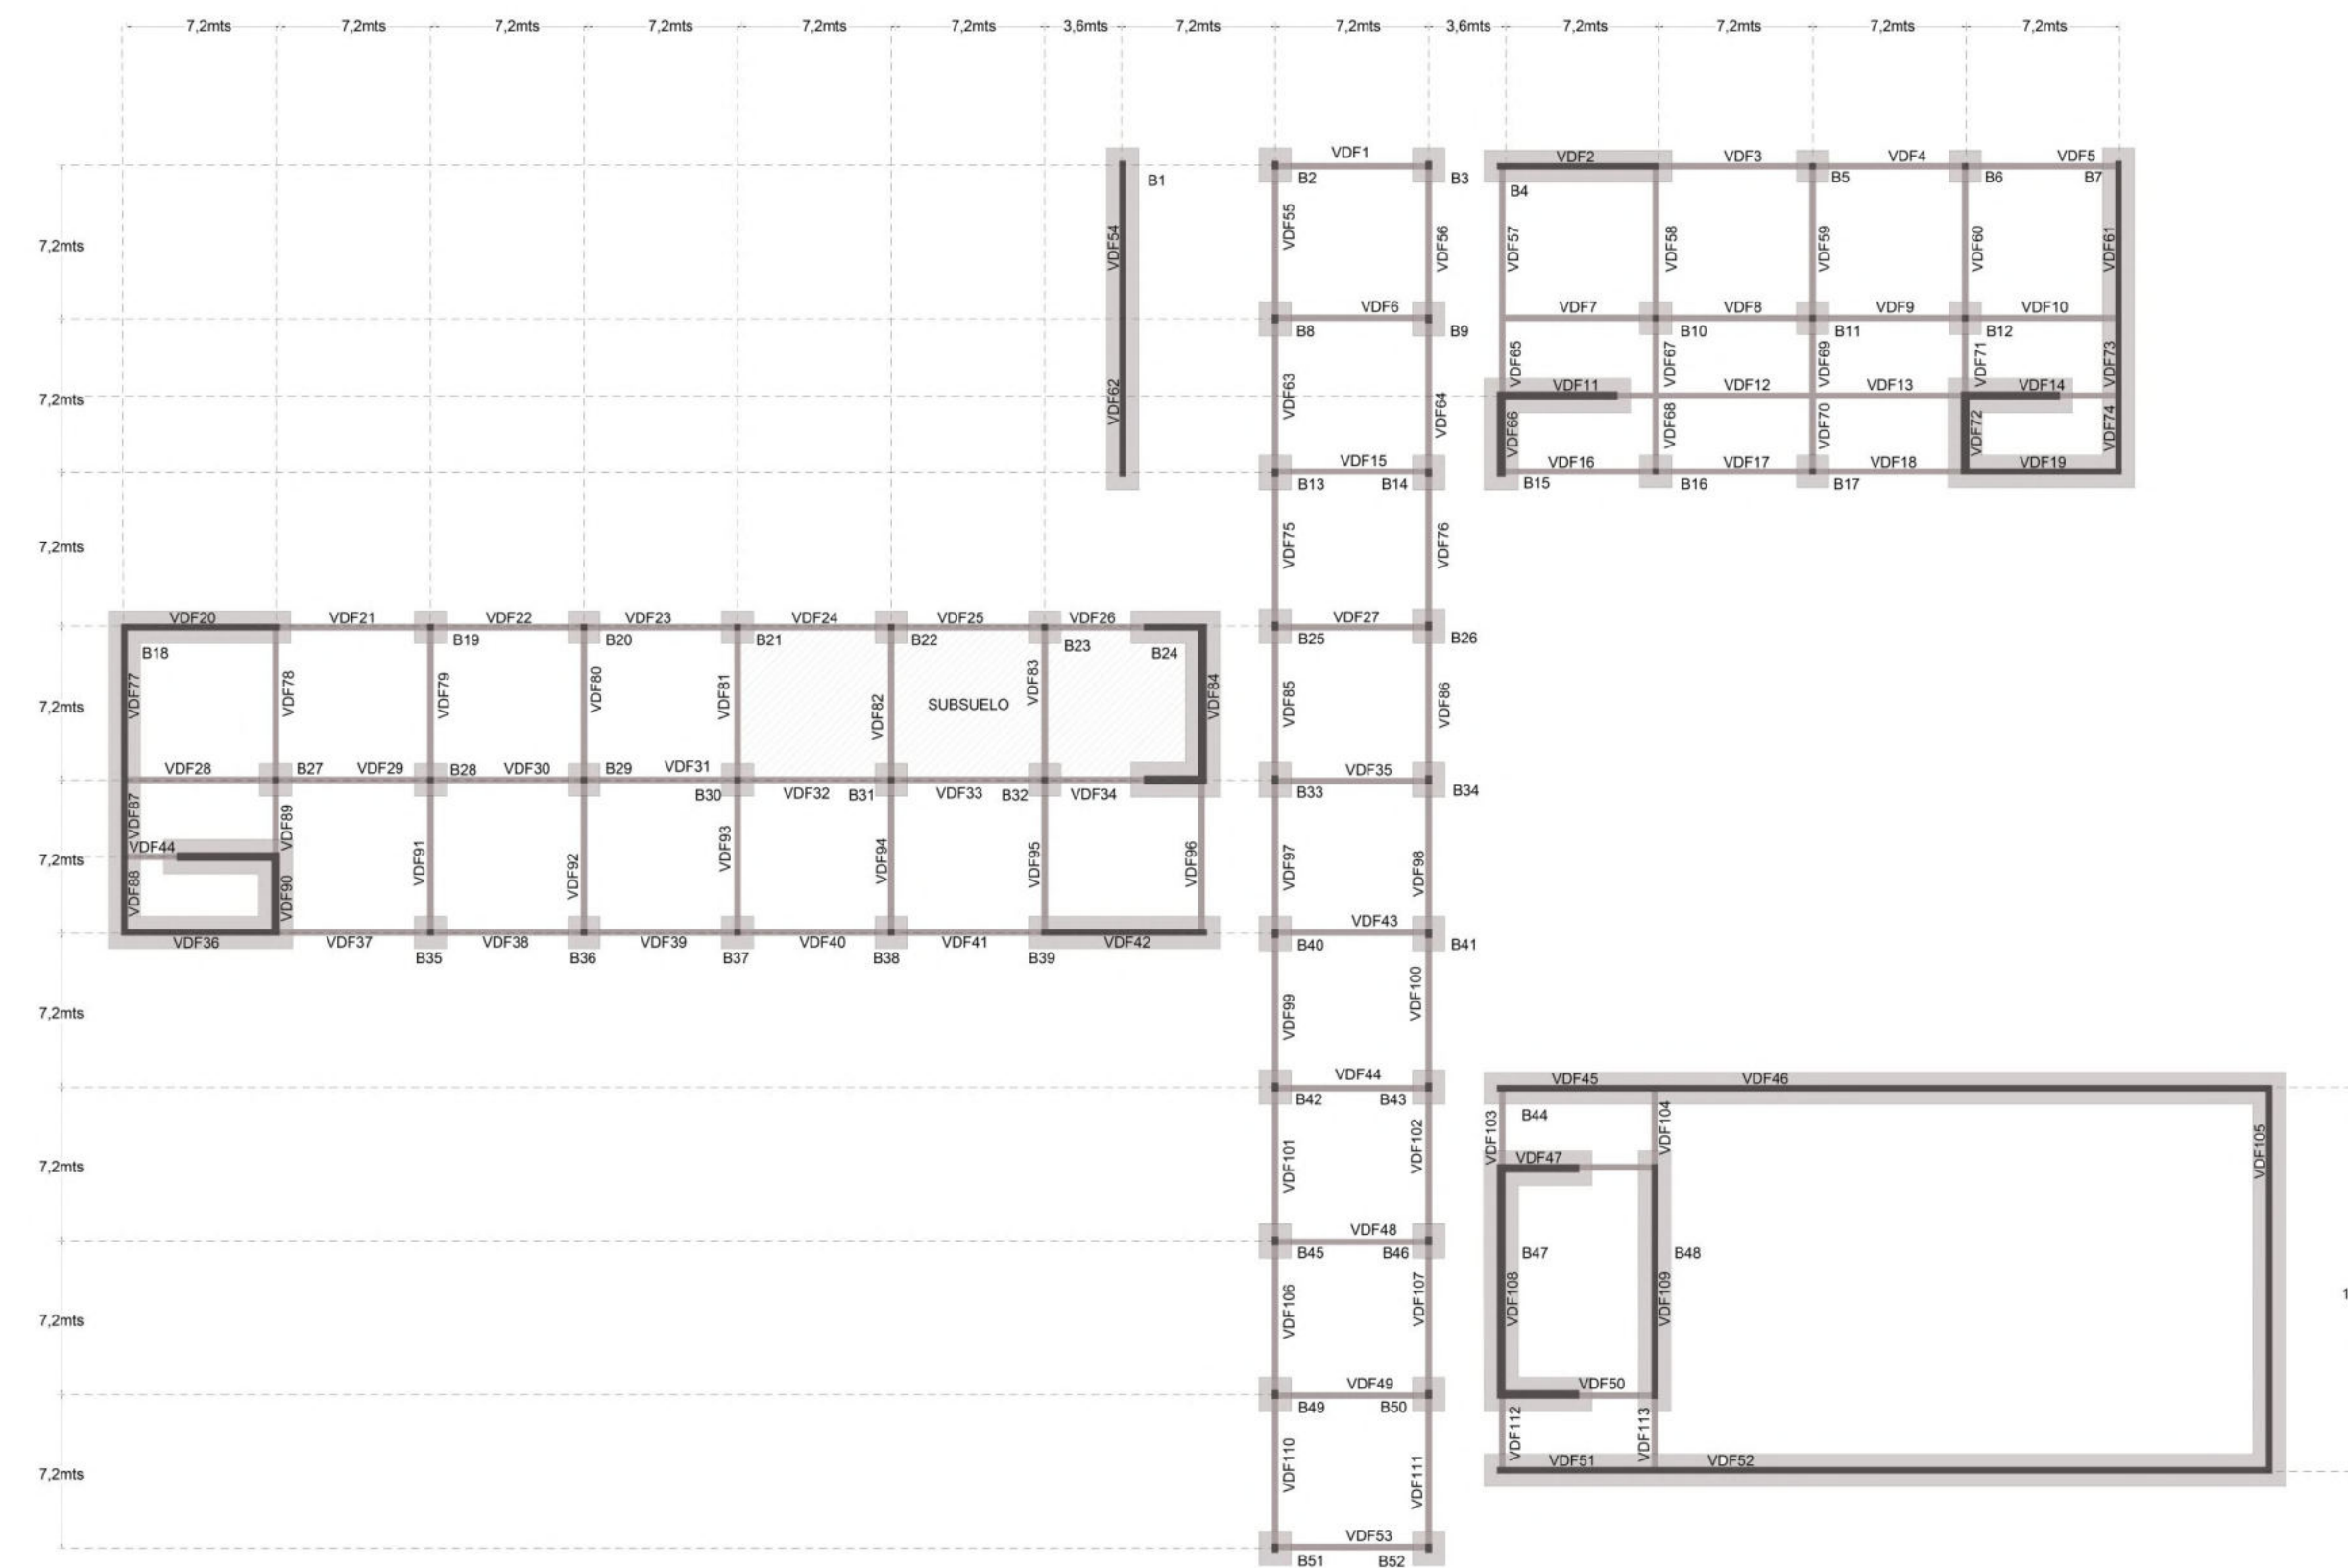 7,2mts 7,2mts 7,2mts 7,2mts 7,2mts 7,2mts 3,6mts 7,2mts 7,2mts 3,6mts 7,2mts 7,2mts 7,2mts 7,2mts
VDF1 VDF2 VDF3 VDF4 VDF5
B1 B2 B3 B4 B5 B6 B7
7,2mts VDF54 VDF55 VDF56 VDF57 VDF58 VDF59 VDF60 VDF61
VDF6 VDF7 VDF8 VDF9 VDF10
B8 B9 B10 B11 B12
VDF65 VDF67 VDF69 VDF71 VDF73
7,2mts VDF62 VDF63 VDF64 VDF11 VDF12 VDF13 VDF14
VDF66 VDF68 VDF70 VDF72 VDF74
VDF15 VDF16 VDF17 VDF18 VDF19
B13 B14 B15 B16 B17
7,2mts VDF75 VDF76
VDF20 VDF21 VDF22 VDF23 VDF24 VDF25 VDF26 VDF27
B18 B19 B20 B21 B22 B23 B24 B25 B26
7,2mts VDF77 VDF78 VDF79 VDF80 VDF81 VDF82 SUBSUELO VDF83 VDF84 VDF85 VDF86
VDF28 B27 VDF29 B28 VDF30 B29 VDF31 VDF35
B30 VDF32 B31 VDF33 B32 VDF34 B33 B34
VDF87 VDF89
7,2mts VDF44 VDF91 VDF92 VDF93 VDF94 VDF95 VDF96 VDF97 VDF98
VDF88 VDF90
VDF36 VDF37 VDF38 VDF39 VDF40 VDF41 VDF42 VDF43
B35 B36 B37 B38 B39 B40 B41
7,2mts VDF99 VDF100
VDF44 VDF45 VDF46
B42 B43 B44
7,2mts VDF101 VDF102 VDF103 VDF104 VDF105
VDF47
VDF48
B45 B46 B47 B48
7,2mts VDF106 VDF107 VDF108 VDF109
1
VDF49 VDF50
B49 B50
7,2mts VDF110 VDF111 VDF112 VDF113
VDF51 VDF52
VDF53
B51 B52